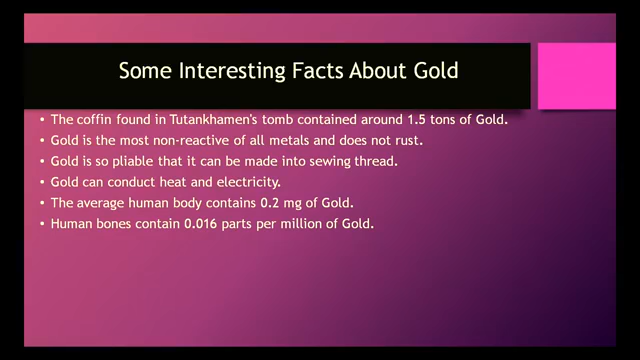 Some Interesting Facts About Gold
• The coffin found in Tutankhamen's tomb contained around 1.5 tons of Gold.
• Gold is the most non-reactive of all metals and does not rust.
• Gold is so pliable that it can be made into sewing thread.
• Gold can conduct heat and electricity.
• The average human body contains 0.2 mg of Gold.
• Human bones contain 0.016 parts per million of Gold.